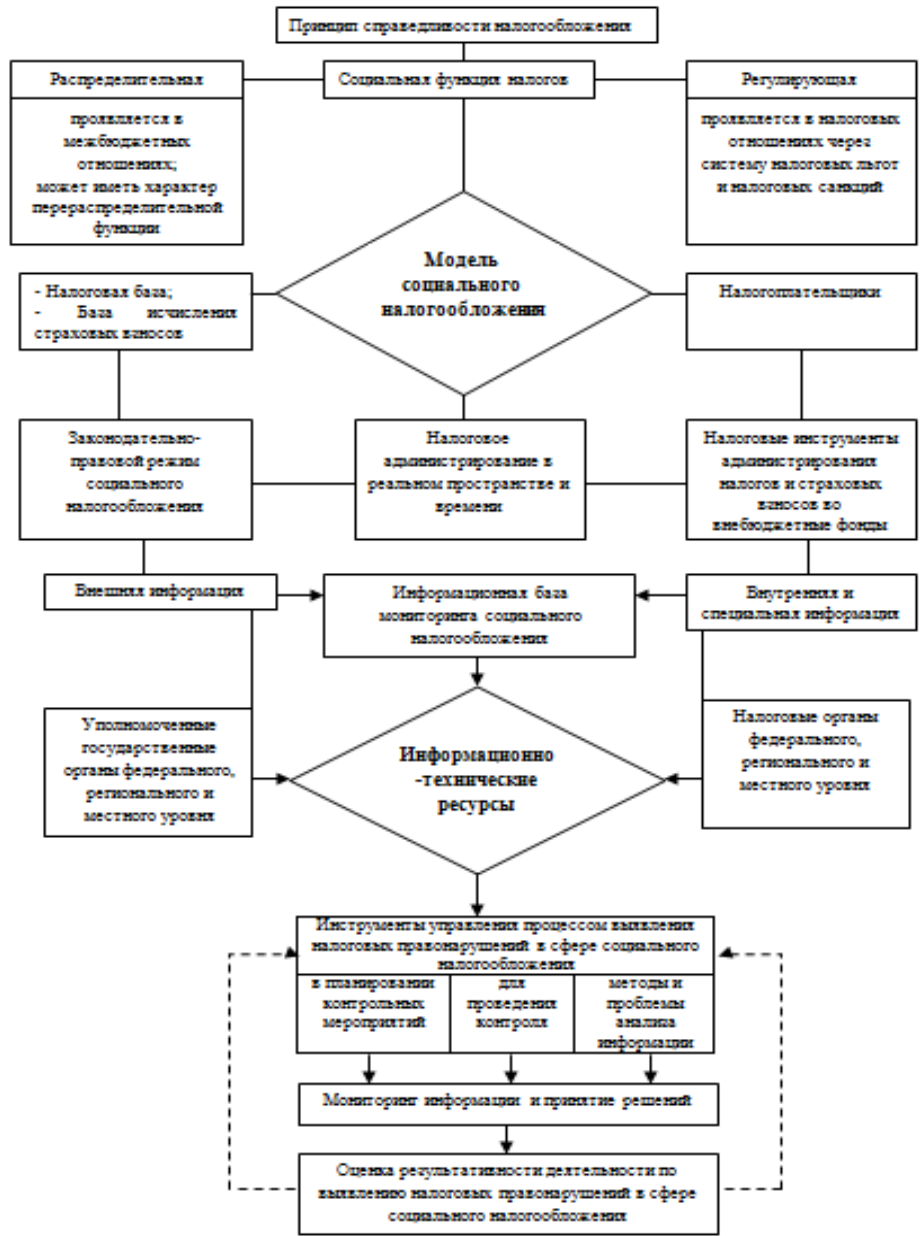 Принцип справедливости налогообложения
Распределительная
Социальная функция налогов
Регулирующая
проявляется в
межбюджетных
отношениях;
может иметь характер
перераспределительной
функции
проявляется в налоговых
отношениях через
систему налоговых льгот
и налоговых санкций
Модель
социального
налогообложения
- Налоговая база;
- База исчисления
страховых взносов
Налогоплательщики
Законодательно-
правовой режим
социального
налогообложения
Налоговое
администрирование в
реальном пространстве и
времени
Налоговые инструменты
администрирования
налогов и страховых
взносов во
внебюджетные фонды
Внешняя информация
Информационная база
мониторинга социального
налогообложения
Внутренняя и
специальная информация
Уполномоченные
государственные
органы федерального,
регионального и
местного уровня
Информационно
-технические
ресурсы
Налоговые органы
федерального,
регионального и
местного уровня
Инструменты управления процессом выявления
налоговых правонарушений в сфере социального
налогообложения
в планировании
контрольных
мероприятий
для
проведения
контроля
методы и
проблемы
анализа
информации
Мониторинг информации и принятие решений
Оценка результативности деятельности по
выявлению налоговых правонарушений в сфере
социального налогообложения